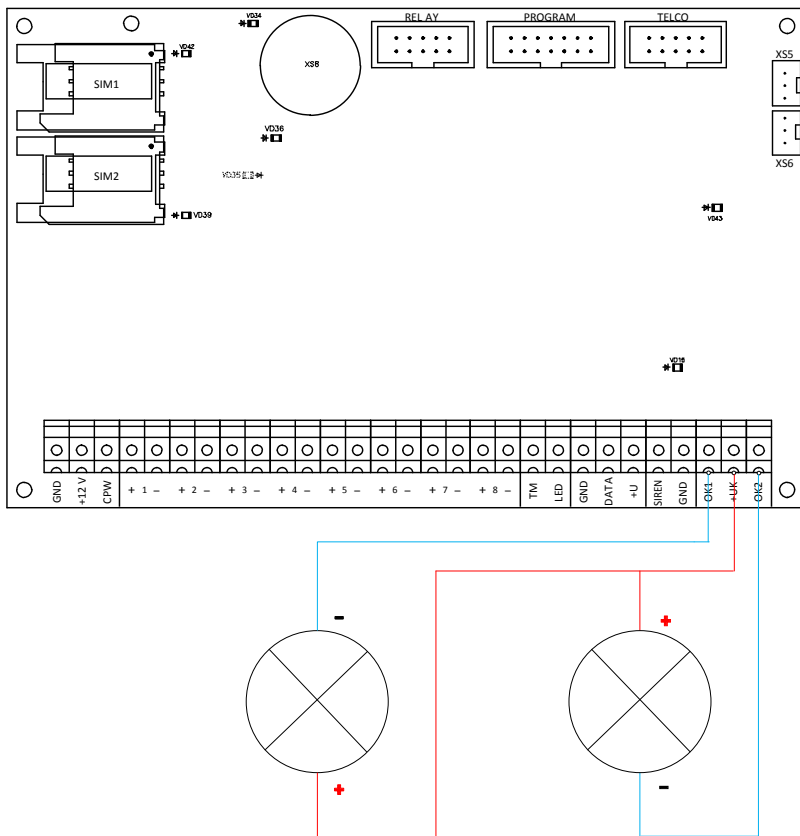 RELAY PROGRAM TELCO
VD34
VD42
XS8
XS5
SIM1
VD36
XS6
SIM2
VD35
VD39
VD43
VD16
GND +12 V CPW + 1 – + 2 – + 3 – + 4 – + 5 – + 6 – + 7 – + 8 – TM LED GND DATA +U SIREN GND OK1 +UK OK2
- +
+ -